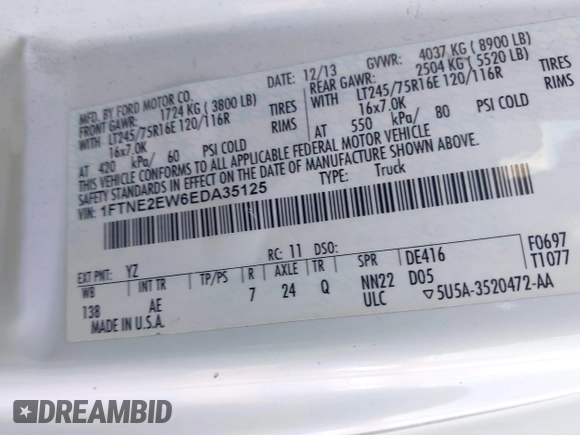 MFD. BY FORD MOTOR CO.
DATE: 12/13 GVWR: 4037 KG ( 8900 LB)
FRONT GAWR: 1724 KG ( 3800 LB) REAR GAWR: 2504 KG ( 5520 LB)
WITH LT245/75R16E 120/116R TIRES WITH LT245/75R16E 120/116R TIRES
16x7.0K RIMS 16x7.0K RIMS
AT 420 kPa/ 60 PSI COLD AT 550 kPa/ 80 PSI COLD
THIS VEHICLE CONFORMS TO ALL APPLICABLE FEDERAL MOTOR VEHICLE
SAFETY STANDARDS IN EFFECT ON THE DATE OF MANUFACTURE SHOWN ABOVE.
VIN: 1FTNE2EW6EDA35125 TYPE: Truck
F0697
T1077
EXT PNT: YZ RC: 11 DSO:
WB INT TR TP/PS R AXLE TR SPR DE416
138 AE 7 24 Q NN22 D05
MADE IN U.S.A. ULC ▽5U5A-3520472-AA
DREAMBID